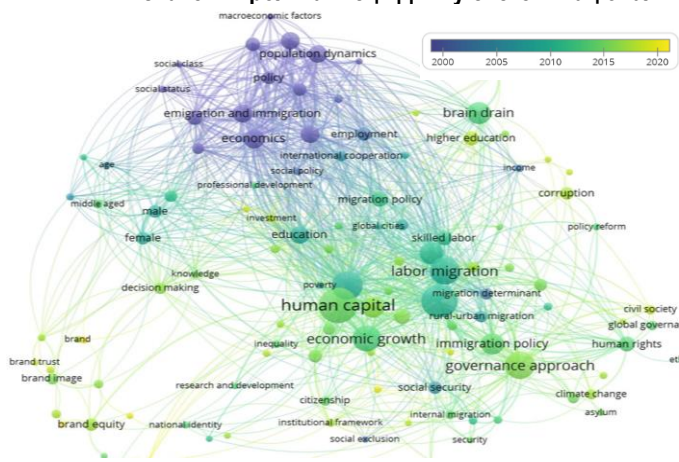 macroeconomic factors
population dynamics
social class
policy
social status
emigration and immigration
economics
employment
international cooperation
social policy
professional development
age
middle aged
male
female
investment
education
migration policy
global cities
brain drain
higher education
income
corruption
policy reform
skilled labor
labor migration
migration determinant
rural-urban migration
knowledge
decision making
poverty
human capital
economic growth
inequality
immigration policy
governance approach
civil society
global governa
human rights
eth
brand
brand trust
brand image
brand equity
research and development
national identity
citizenship
institutional framework
social exclusion
social security
internal migration
security
climate change
asylum
2000 2005 2010 2015 2020